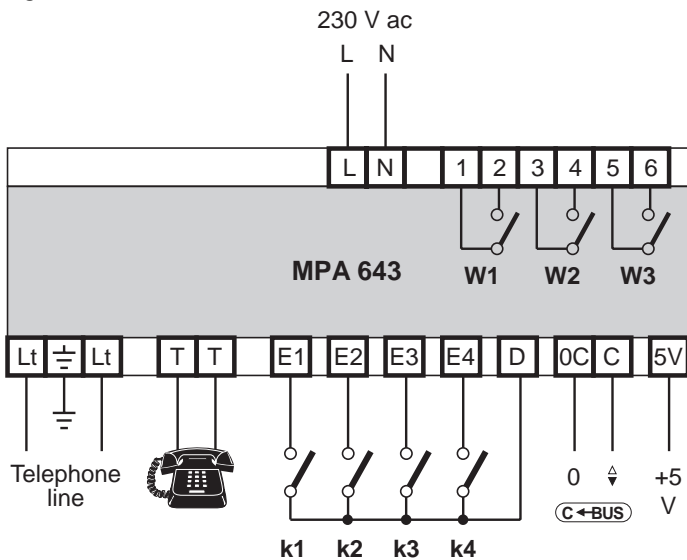 230 V ac
L N
L N 1 2 3 4 5 6
MPA 643 W1 W2 W3
Lt Lt T T E1 E2 E3 E4 D 0C C 5V
Telephone
line
0 +5
V
C BUS
k1 k2 k3 k4